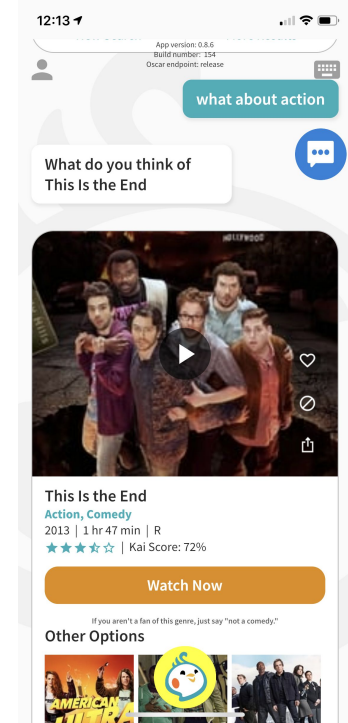 12:13
App version: 0.8.6
Build number: 154
Oscar endpoint: release
what about action
What do you think of
This Is the End
HOLLYWOOD
This Is the End
Action, Comedy
2013 | 1 hr 47 min | R
| Kai Score: 72%
Watch Now
If you aren't a fan of this genre, just say "not a comedy."
Other Options
AMERICAN
ULTRA